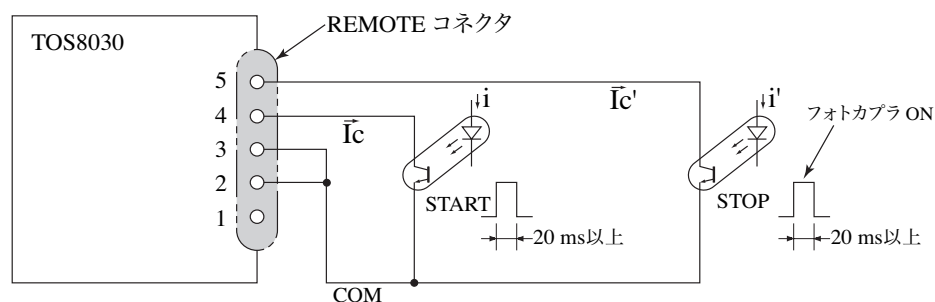 REMOTE コネクタ
TOS8030
5
4
3
2
1
Ic
i
START
20 ms以上
Ic'
i'
STOP
フォトカプラ ON
20 ms以上
COM